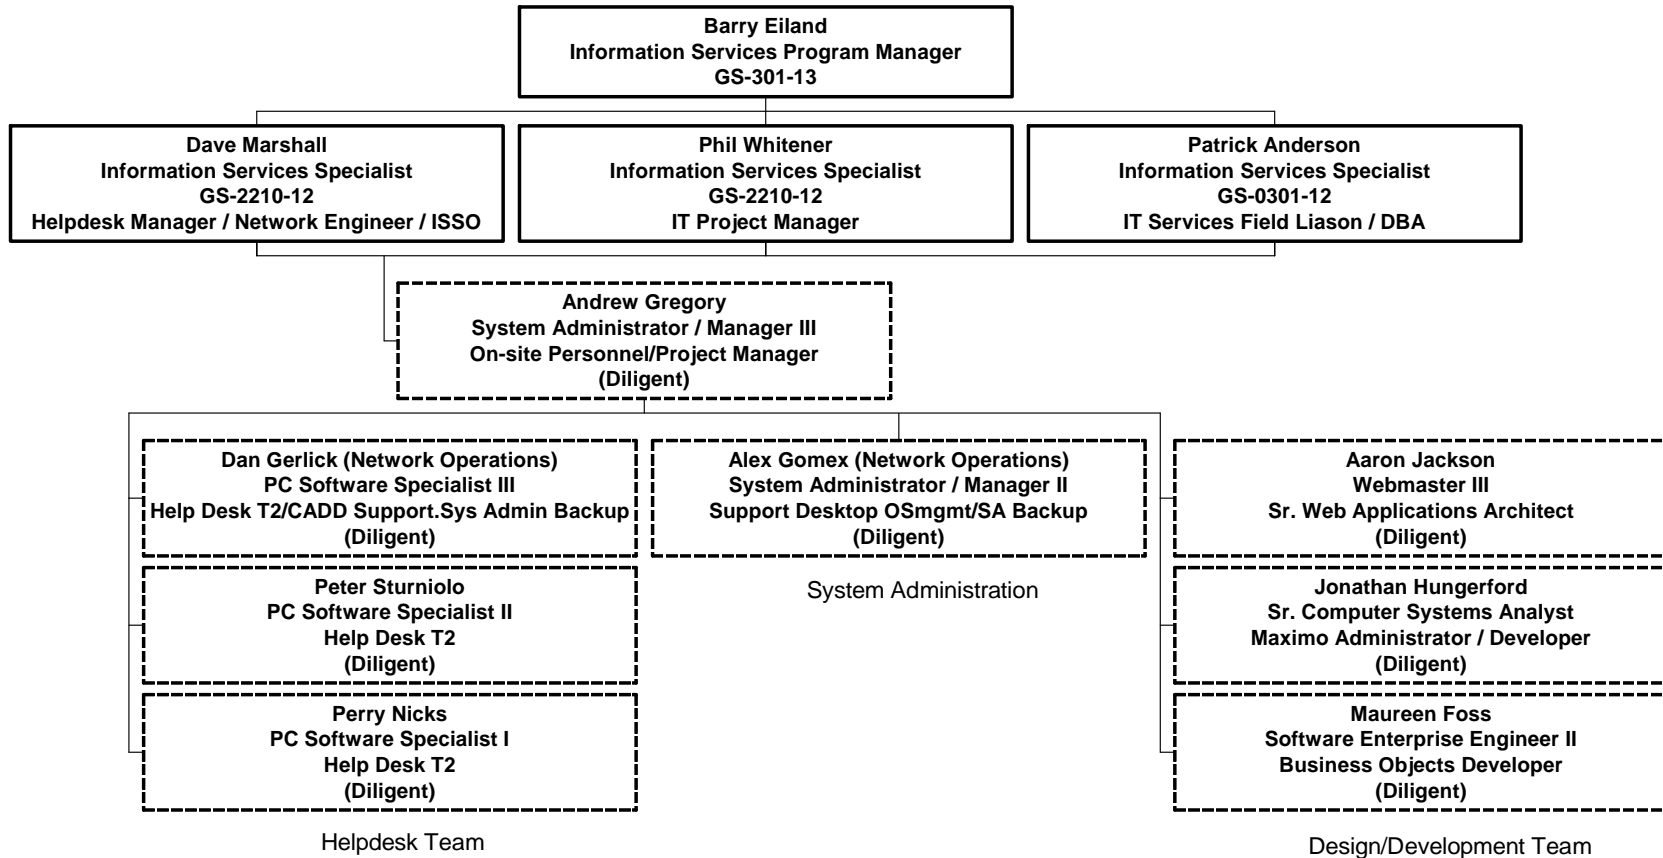 Barry Eiland
Information Services Program Manager
GS-301-13
Dave Marshall
Information Services Specialist
GS-2210-12
Helpdesk Manager / Network Engineer / ISSO
Phil Whitener
Information Services Specialist
GS-2210-12
IT Project Manager
Patrick Anderson
Information Services Specialist
GS-0301-12
IT Services Field Liason / DBA
Andrew Gregory
System Administrator / Manager III
On-site Personnel/Project Manager
(Diligent)
Dan Gerlick (Network Operations)
PC Software Specialist III
Help Desk T2/CADD Support.Sys Admin Backup
(Diligent)
Peter Sturniolo
PC Software Specialist II
Help Desk T2
(Diligent)
Perry Nicks
PC Software Specialist I
Help Desk T2
(Diligent)
Helpdesk Team
Alex Gomex (Network Operations)
System Administrator / Manager II
Support Desktop OSmgmt/SA Backup
(Diligent)
System Administration
Aaron Jackson
Webmaster III
Sr. Web Applications Architect
(Diligent)
Jonathan Hungerford
Sr. Computer Systems Analyst
Maximo Administrator / Developer
(Diligent)
Maureen Foss
Software Enterprise Engineer II
Business Objects Developer
(Diligent)
Design/Development Team